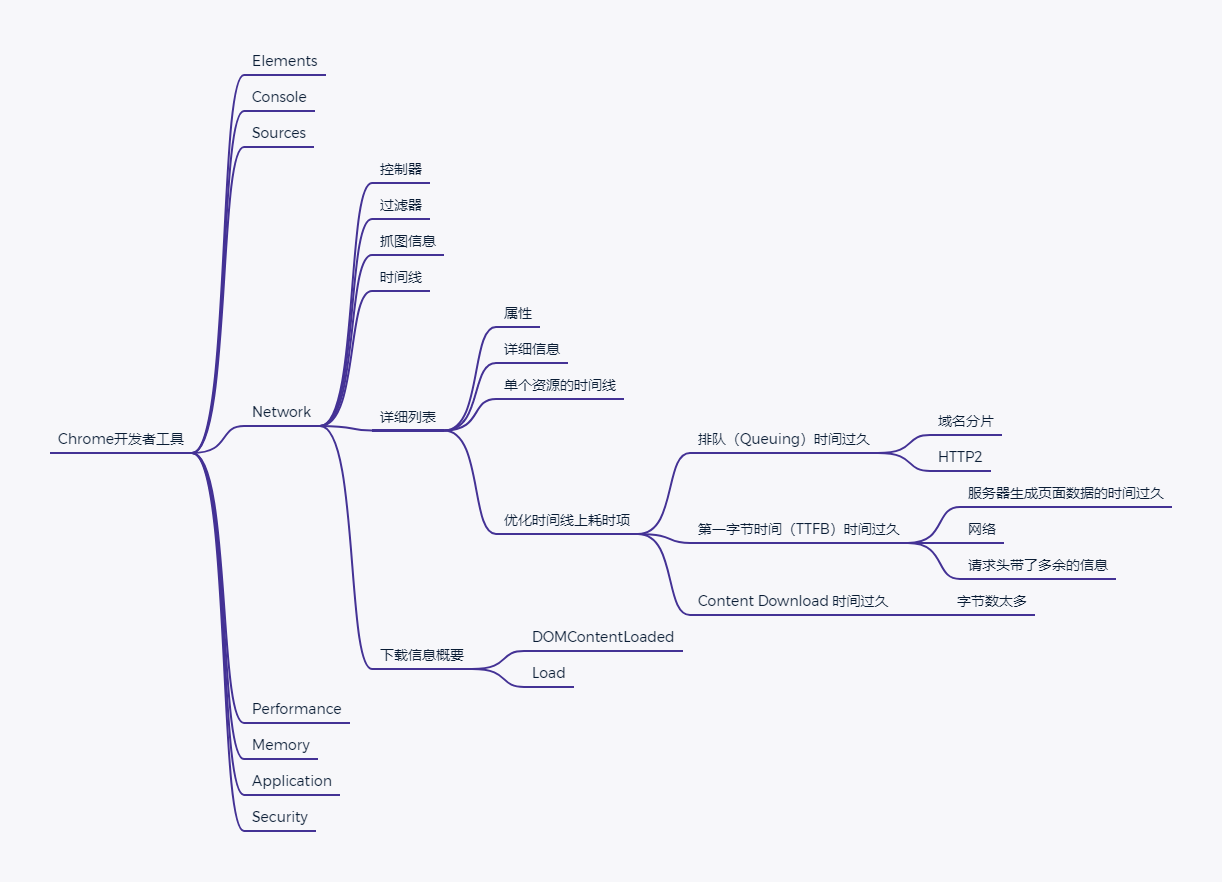 Chrome开发者工具
Elements
Console
Sources
Network
控制器
过滤器
抓图信息
时间线
详细列表
属性
详细信息
单个资源的时间线
优化时间线上耗时项
排队（Queuing）时间过久
域名分片
HTTP2
第一字节时间（TTFB）时间过久
服务器生成页面数据的时间过久
网络
请求头带了多余的信息
Content Download 时间过久
字节数太多
下载信息概要
DOMContentLoaded
Load
Performance
Memory
Application
Security